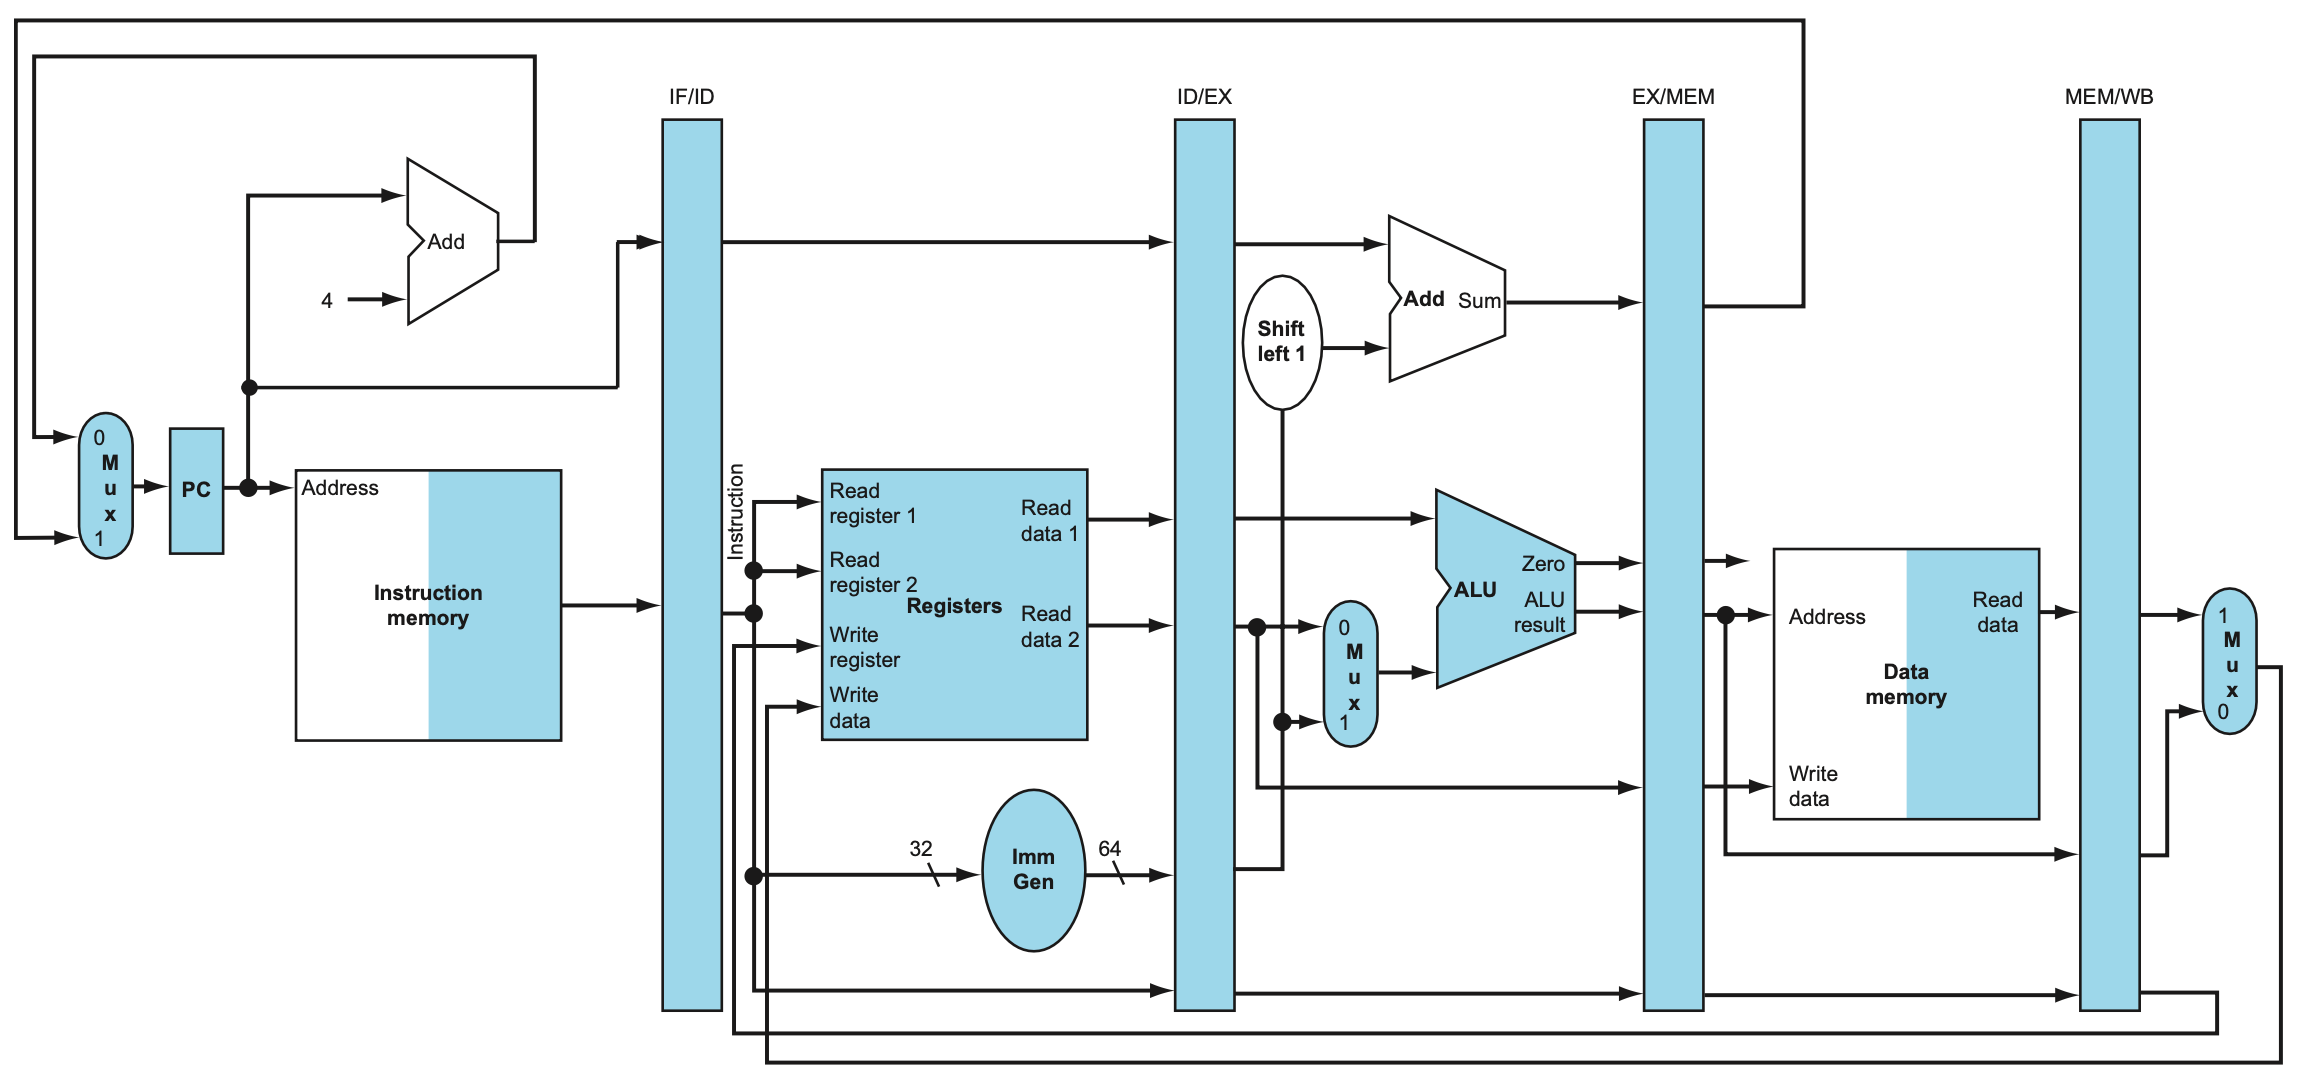 IF/ID
ID/EX
EX/MEM
MEM/WB
Add
4
0
M
u
x
1
PC
Address
Instruction
memory
Instruction
Read
register 1
Read
register 2
Write
register
Write
data
Registers
Read
data 1
Read
data 2
32
Imm
Gen
64
Shift
left 1
Add Sum
0
M
u
x
1
ALU
Zero
ALU
result
Address
Read
data
Data
memory
Write
data
1
M
u
x
0